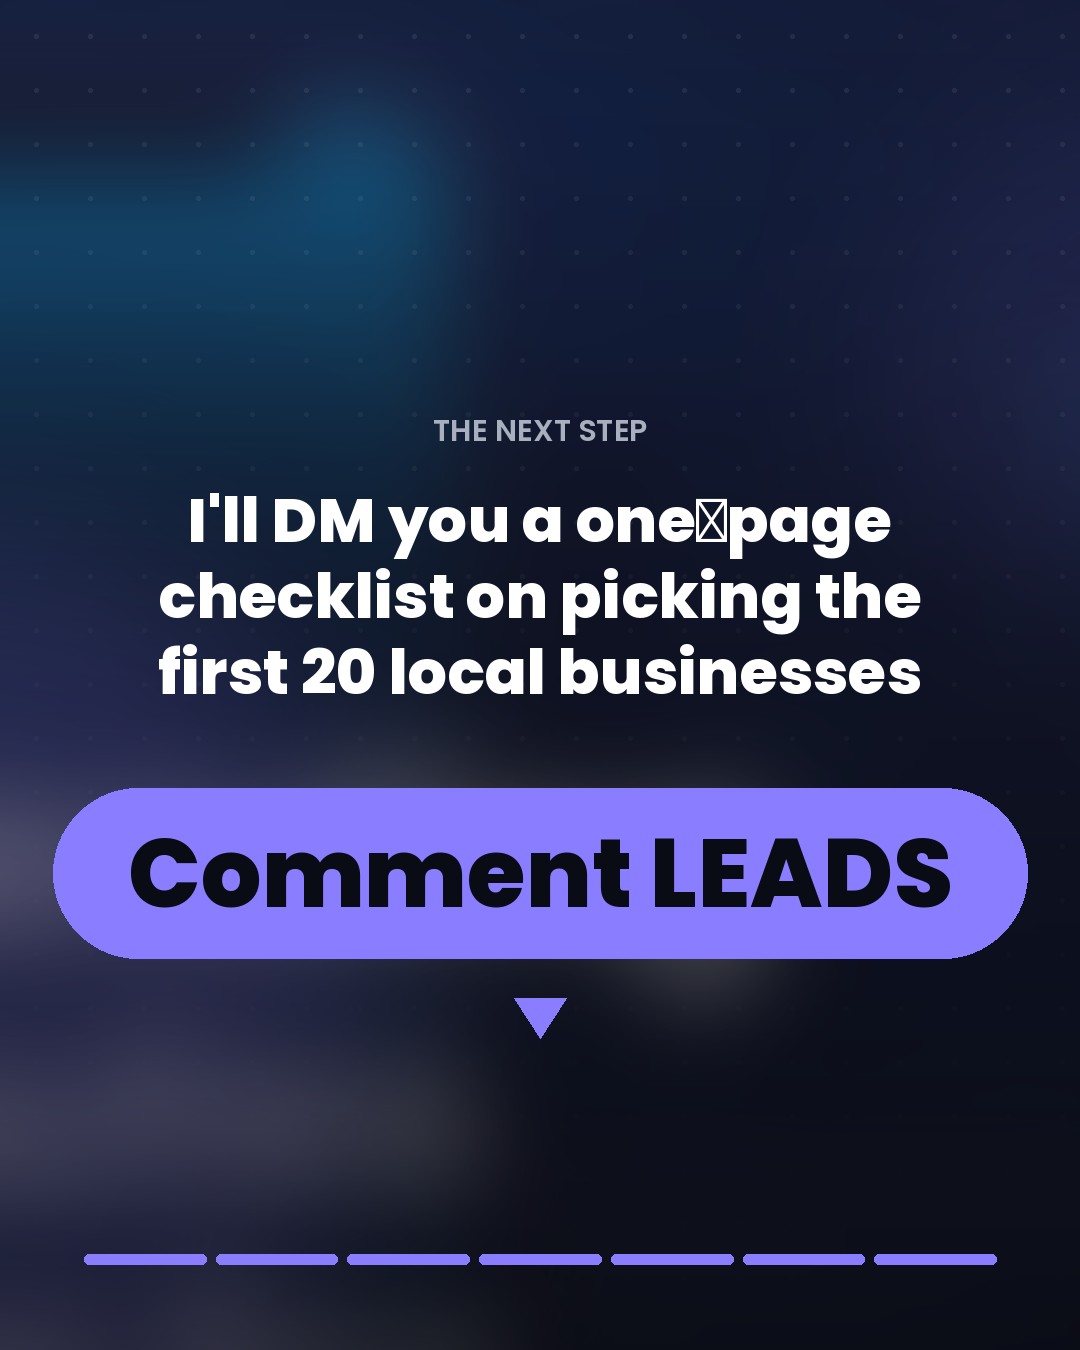 THE NEXT STEP
I'll DM you a one☒page
checklist on picking the
first 20 local businesses
Comment LEADS